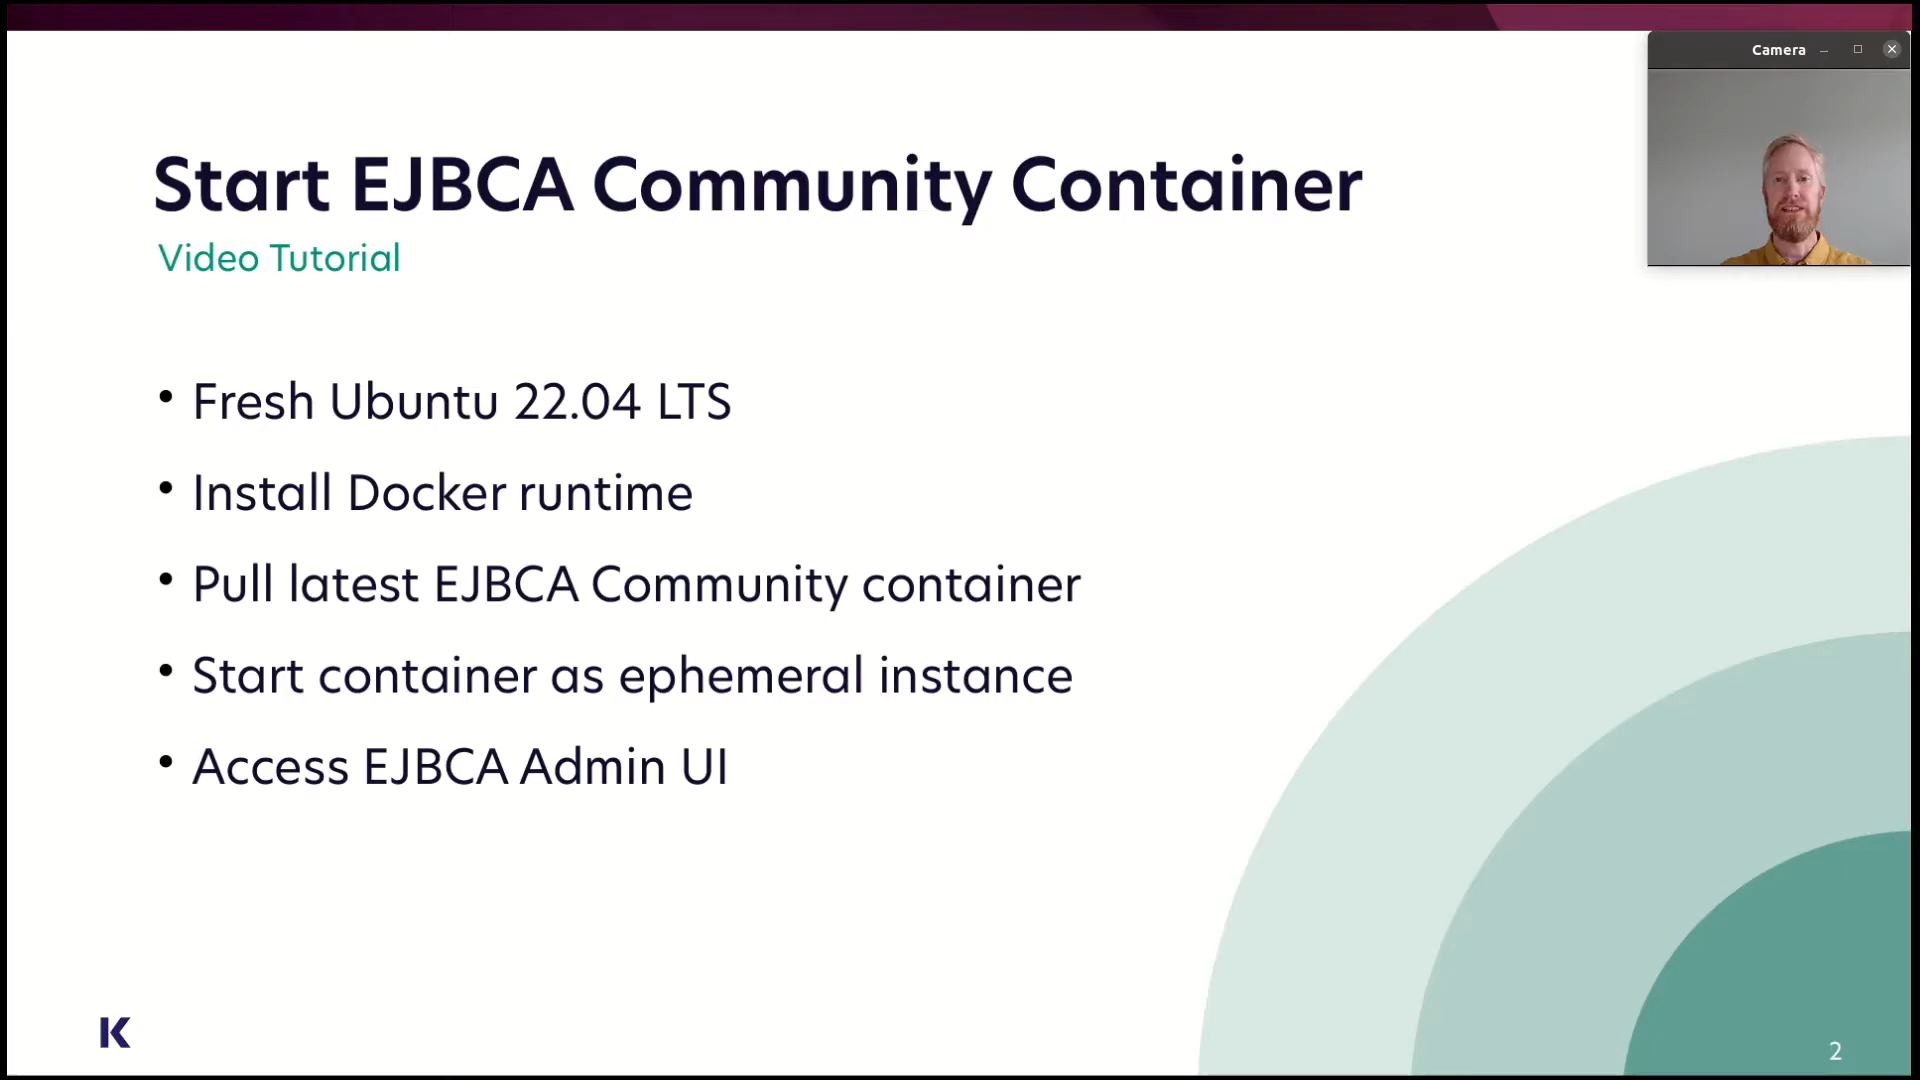 Camera
Start EJBCA Community Container
Video Tutorial
• Fresh Ubuntu 22.04 LTS
• Install Docker runtime
• Pull latest EJBCA Community container
• Start container as ephemeral instance
• Access EJBCA Admin UI
K
2